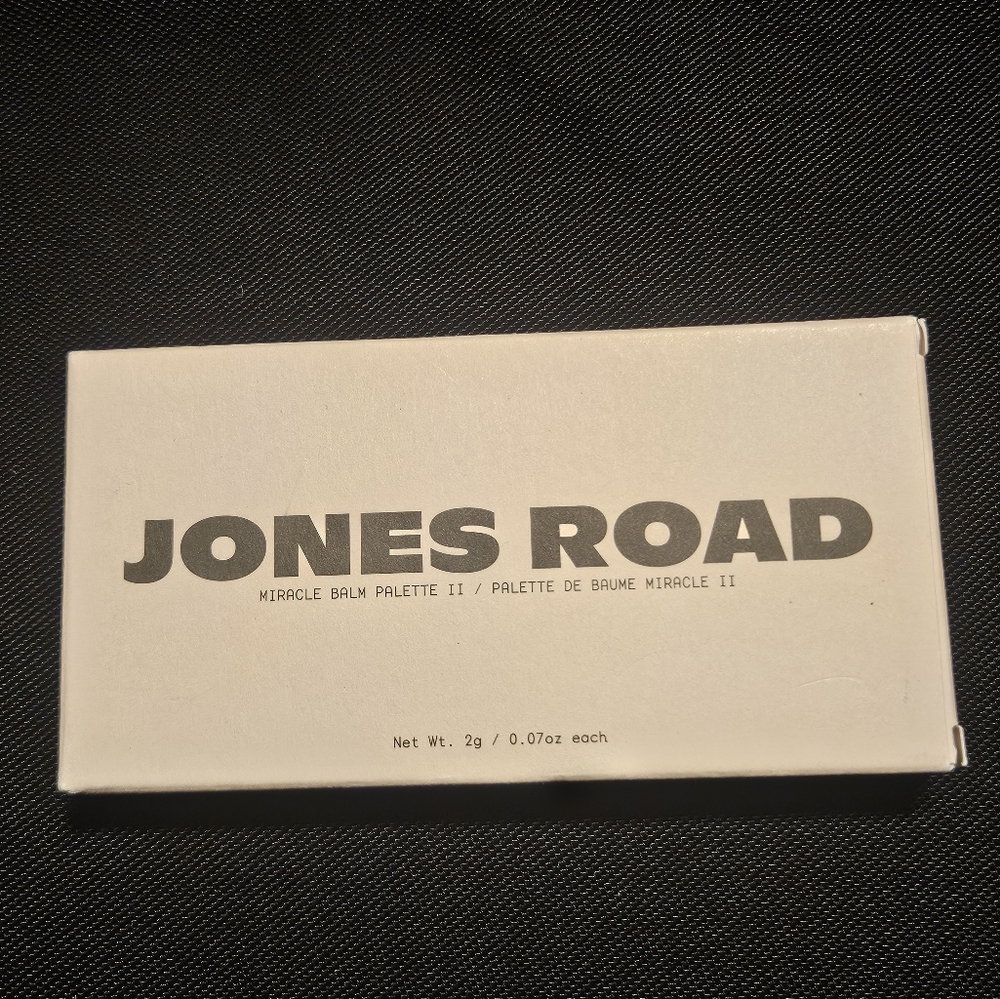 JONES ROAD
MIRACLE BALM PALETTE II / PALETTE DE BAUME MIRACLE II
Net Wt. 2g / 0.07oz each